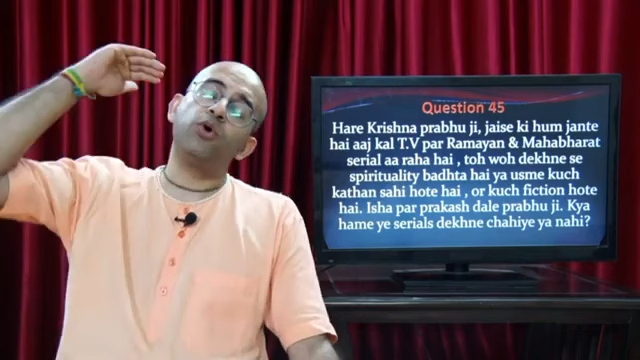 Question 45
Hare Krishna prabhu ji, jaise ki hum jante
hai aaj kal T.V par Ramayan & Mahabharat
serial aa raha hai , toh woh dekhne se
spirituality badhta hai ya usme kuch
kathan sahi hote hai , or kuch fiction hote
hai. Isha par prakash dale prabhu ji. Kya
hame ye serials dekhne chahiye ya nahi?